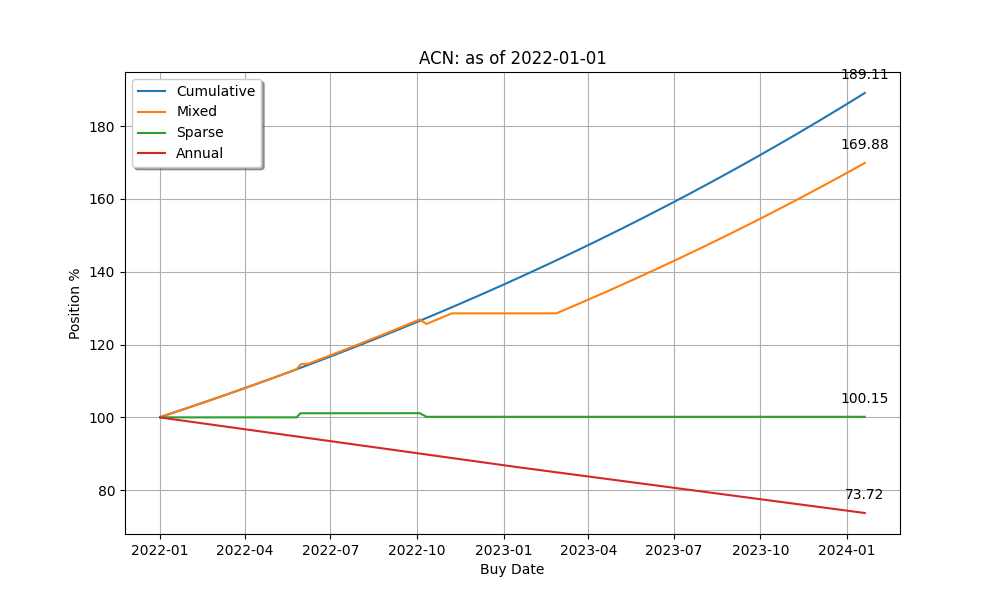 ACN: as of 2022-01-01
Cumulative
Mixed
Sparse
Annual
189.11
169.88
100.15
73.72
Position %
180
160
140
120
100
80
2022-01 2022-04 2022-07 2022-10 2023-01 2023-04 2023-07 2023-10 2024-01
Buy Date